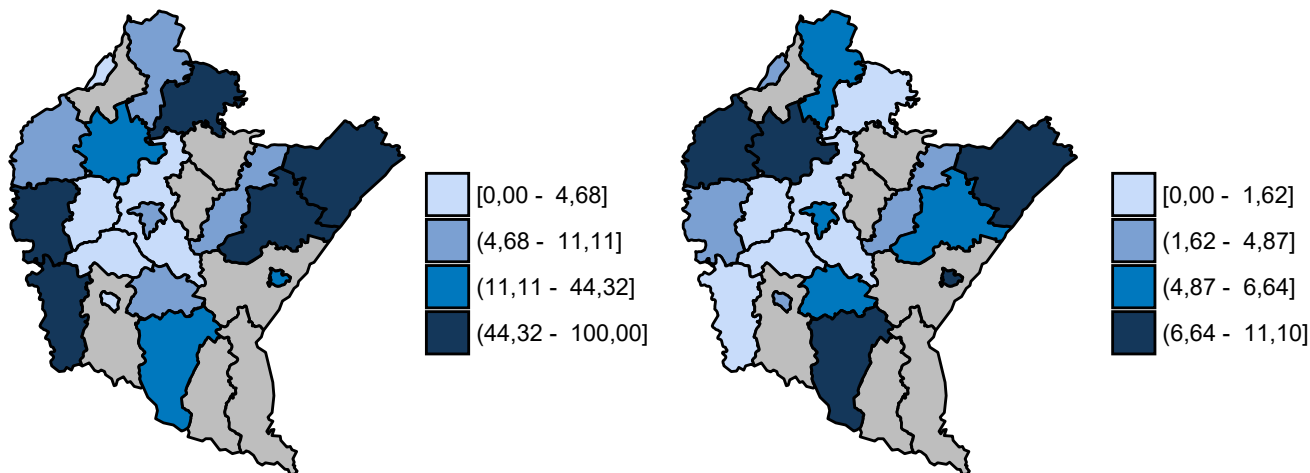 [0,00 - 4,68]
(4,68 - 11,11]
(11,11 - 44,32]
(44,32 - 100,00]
[0,00 - 1,62]
(1,62 - 4,87]
(4,87 - 6,64]
(6,64 - 11,10]